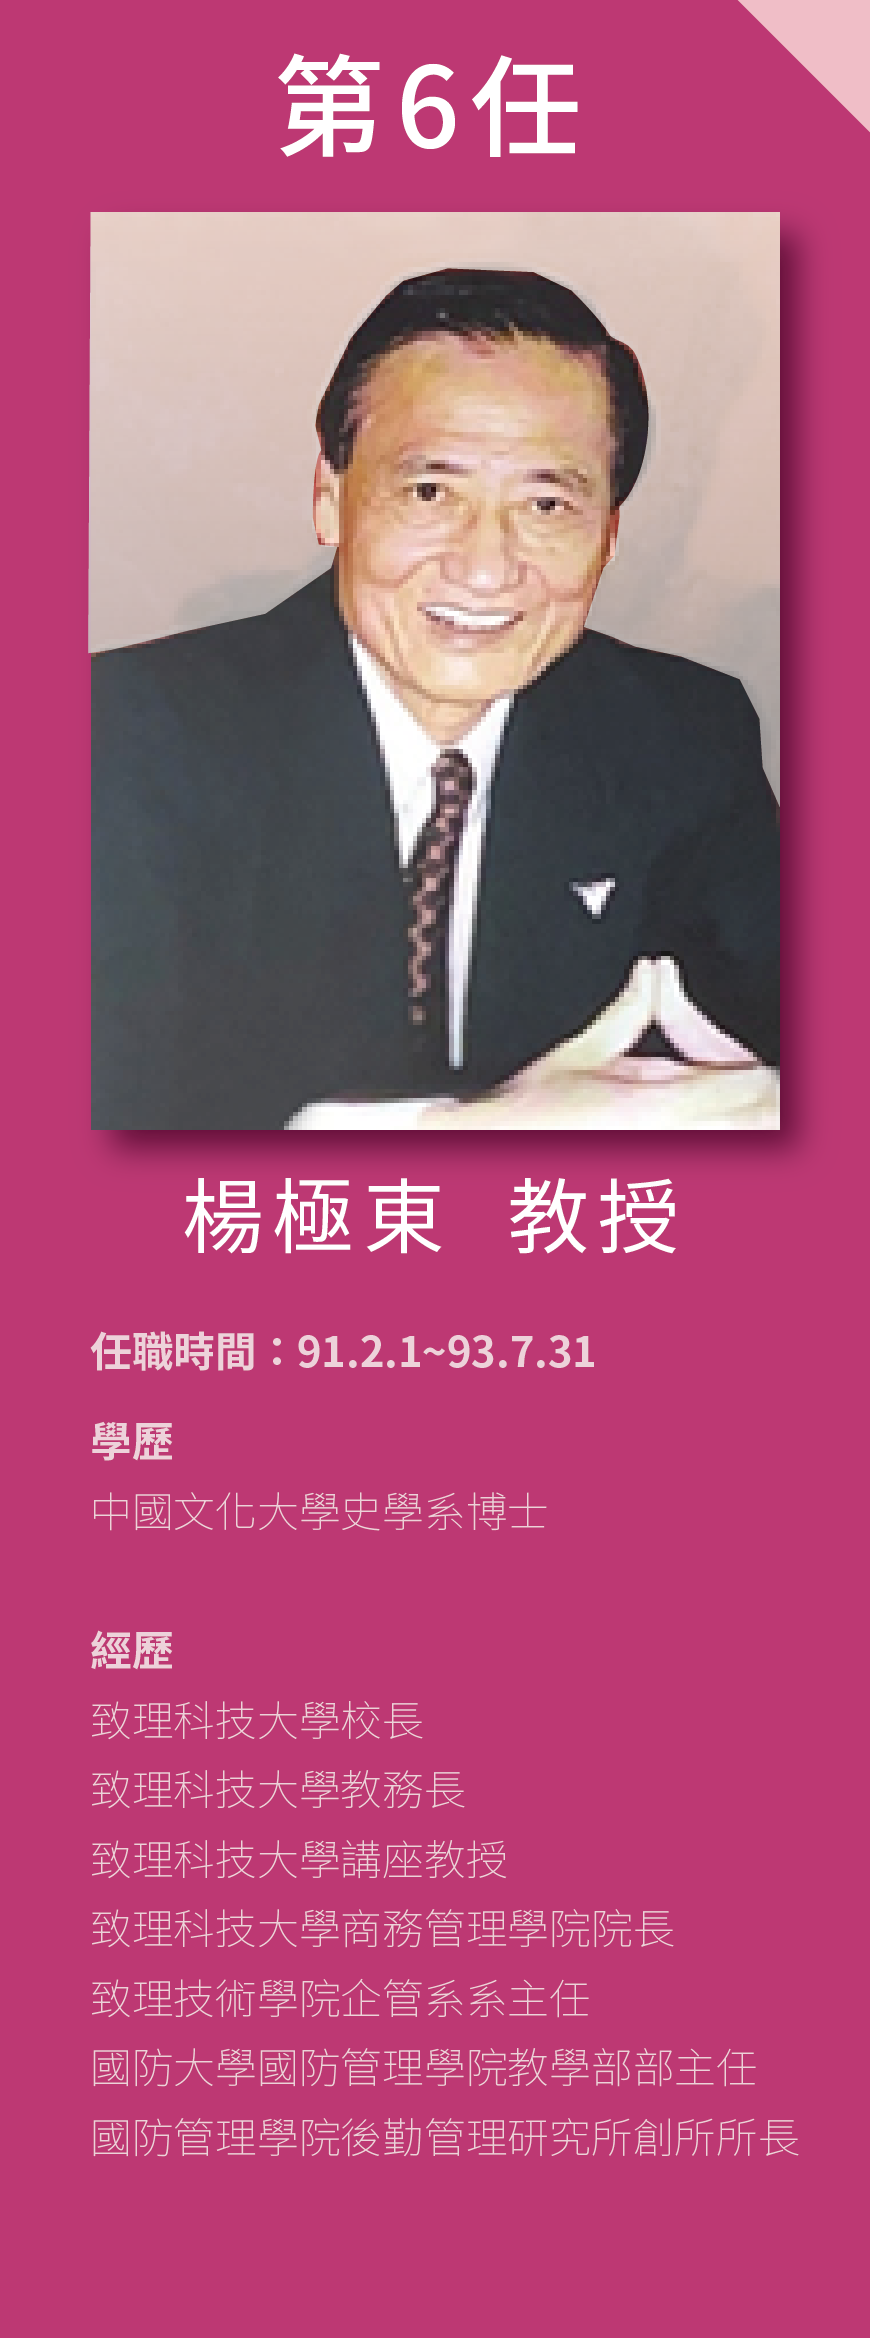 第6任
楊極東 教授
任職時間：91.2.1~93.7.31
學歷
中國文化大學史學系博士
經歷
致理科技大學校長
致理科技大學教務長
致理科技大學講座教授
致理科技大學商務管理學院院長
致理技術學院企管系系主任
國防大學國防管理學院教學部部主任
國防管理學院後勤管理研究所創所所長